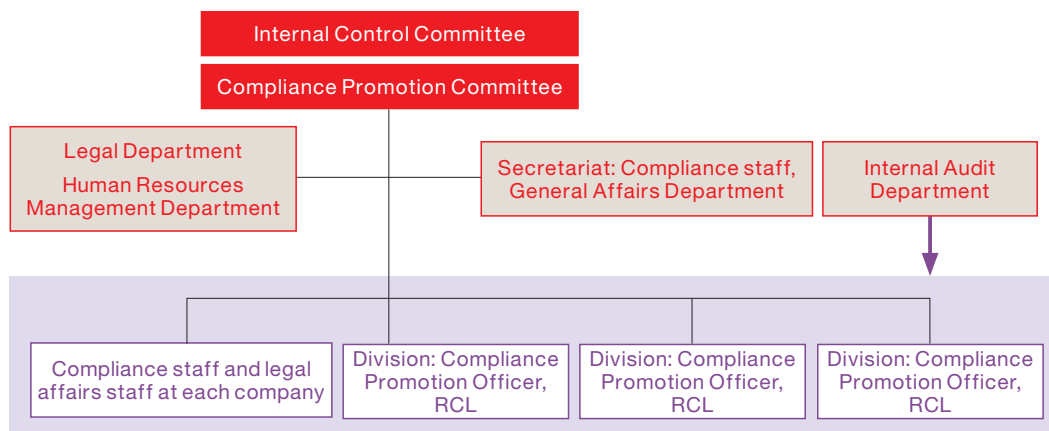 Internal Control Committee
Compliance Promotion Committee
Legal Department
Human Resources
Management Department
Secretariat: Compliance staff,
General Affairs Department
Internal Audit
Department
Compliance staff and legal
affairs staff at each company
Division: Compliance
Promotion Officer,
RCL
Division: Compliance
Promotion Officer,
RCL
Division: Compliance
Promotion Officer,
RCL